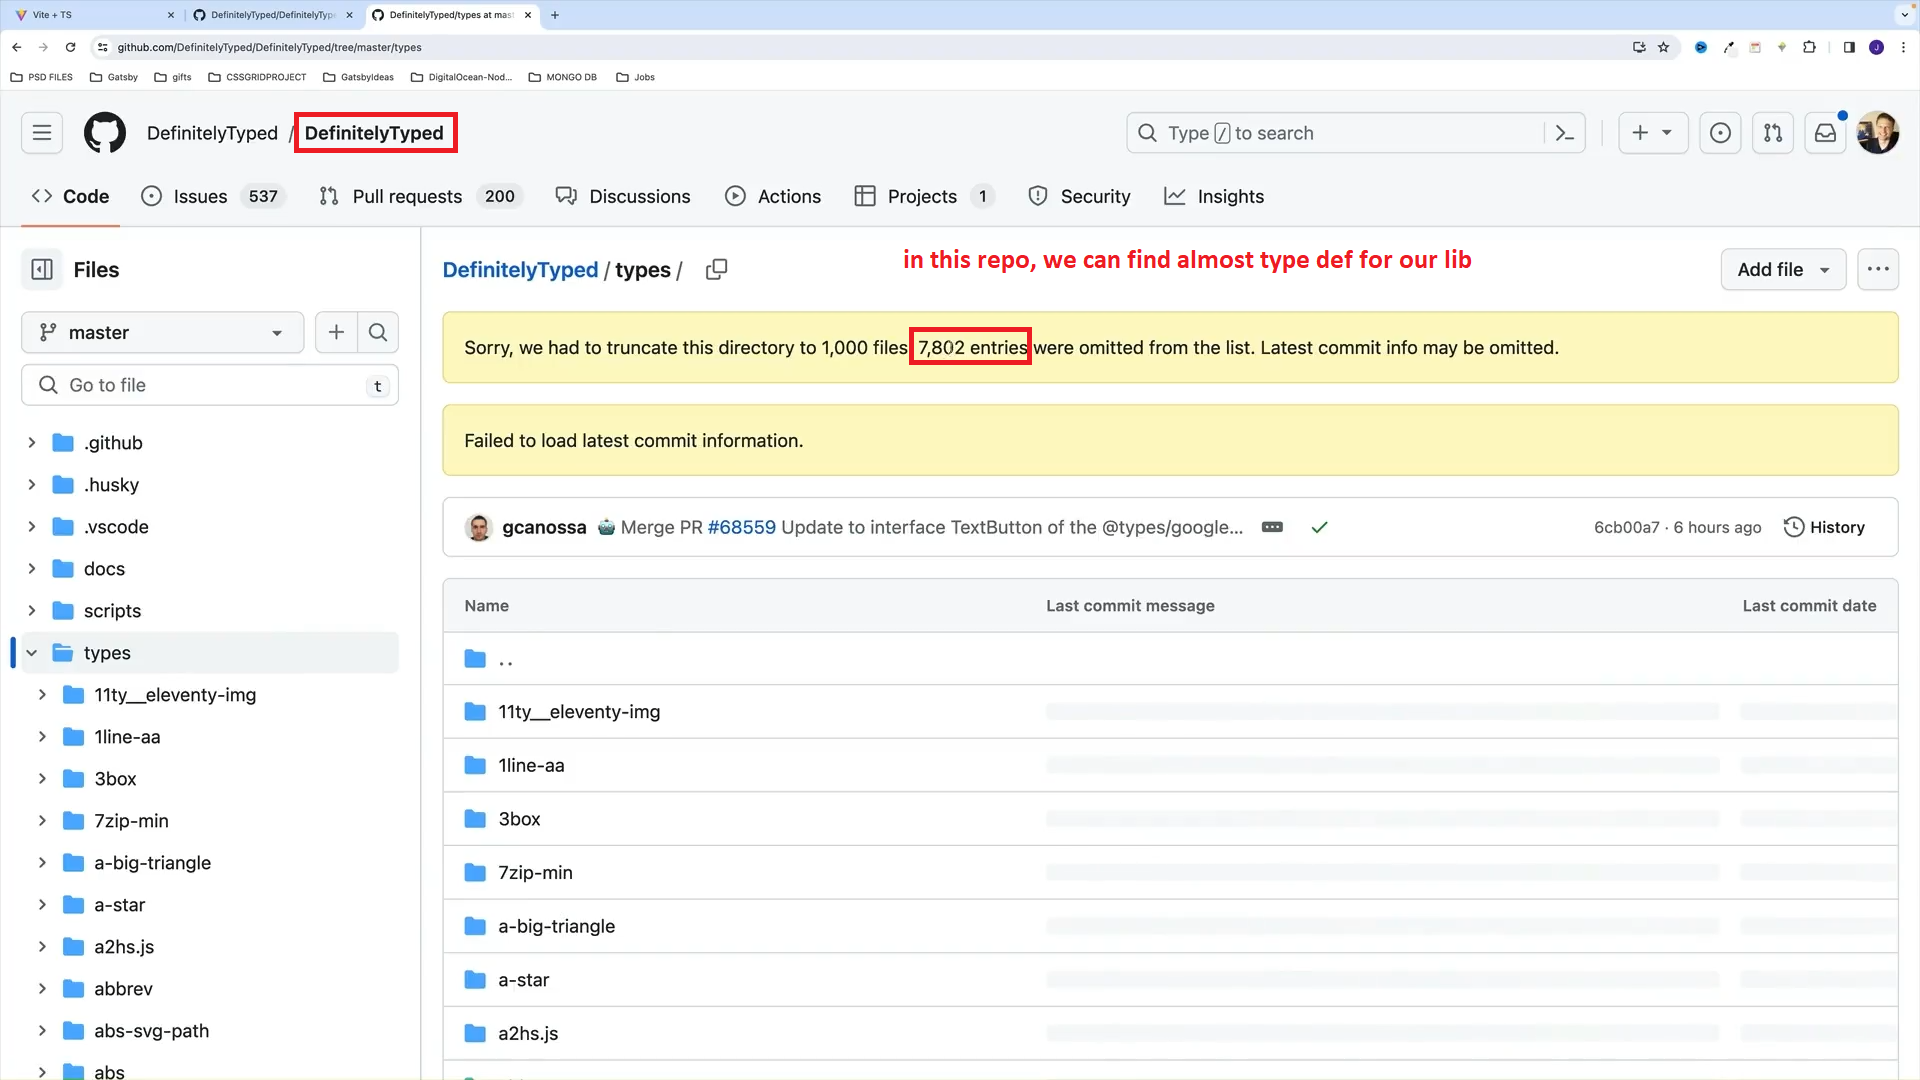 Vite + TS
DefinitelyTyped/DefinitelyType
DefinitelyTyped/types at mast
github.com/DefinitelyTyped/DefinitelyTyped/tree/master/types
J
PSD FILES
Gatsby
gifts
CSSGRIDPROJECT
GatsbyIdeas
DigitalOcean-Nod...
MONGO DB
Jobs
DefinitelyTyped / DefinitelyTyped
Type / to search
Code
Issues 537
Pull requests 200
Discussions
Actions
Projects 1
Security
Insights
Files
DefinitelyTyped / types /
in this repo, we can find almost type def for our lib
Add file
master
Sorry, we had to truncate this directory to 1,000 files 7,802 entries were omitted from the list. Latest commit info may be omitted.
Go to file t
Failed to load latest commit information.
gcanossa Merge PR #68559 Update to interface TextButton of the @types/google...
6cb00a7 · 6 hours ago
History
.github
.husky
.vscode
docs
scripts
types
11ty__eleventy-img
1line-aa
3box
7zip-min
a-big-triangle
a-star
a2hs.js
abbrev
abs-svg-path
abs
Name Last commit message Last commit date
..
11ty__eleventy-img
1line-aa
3box
7zip-min
a-big-triangle
a-star
a2hs.js